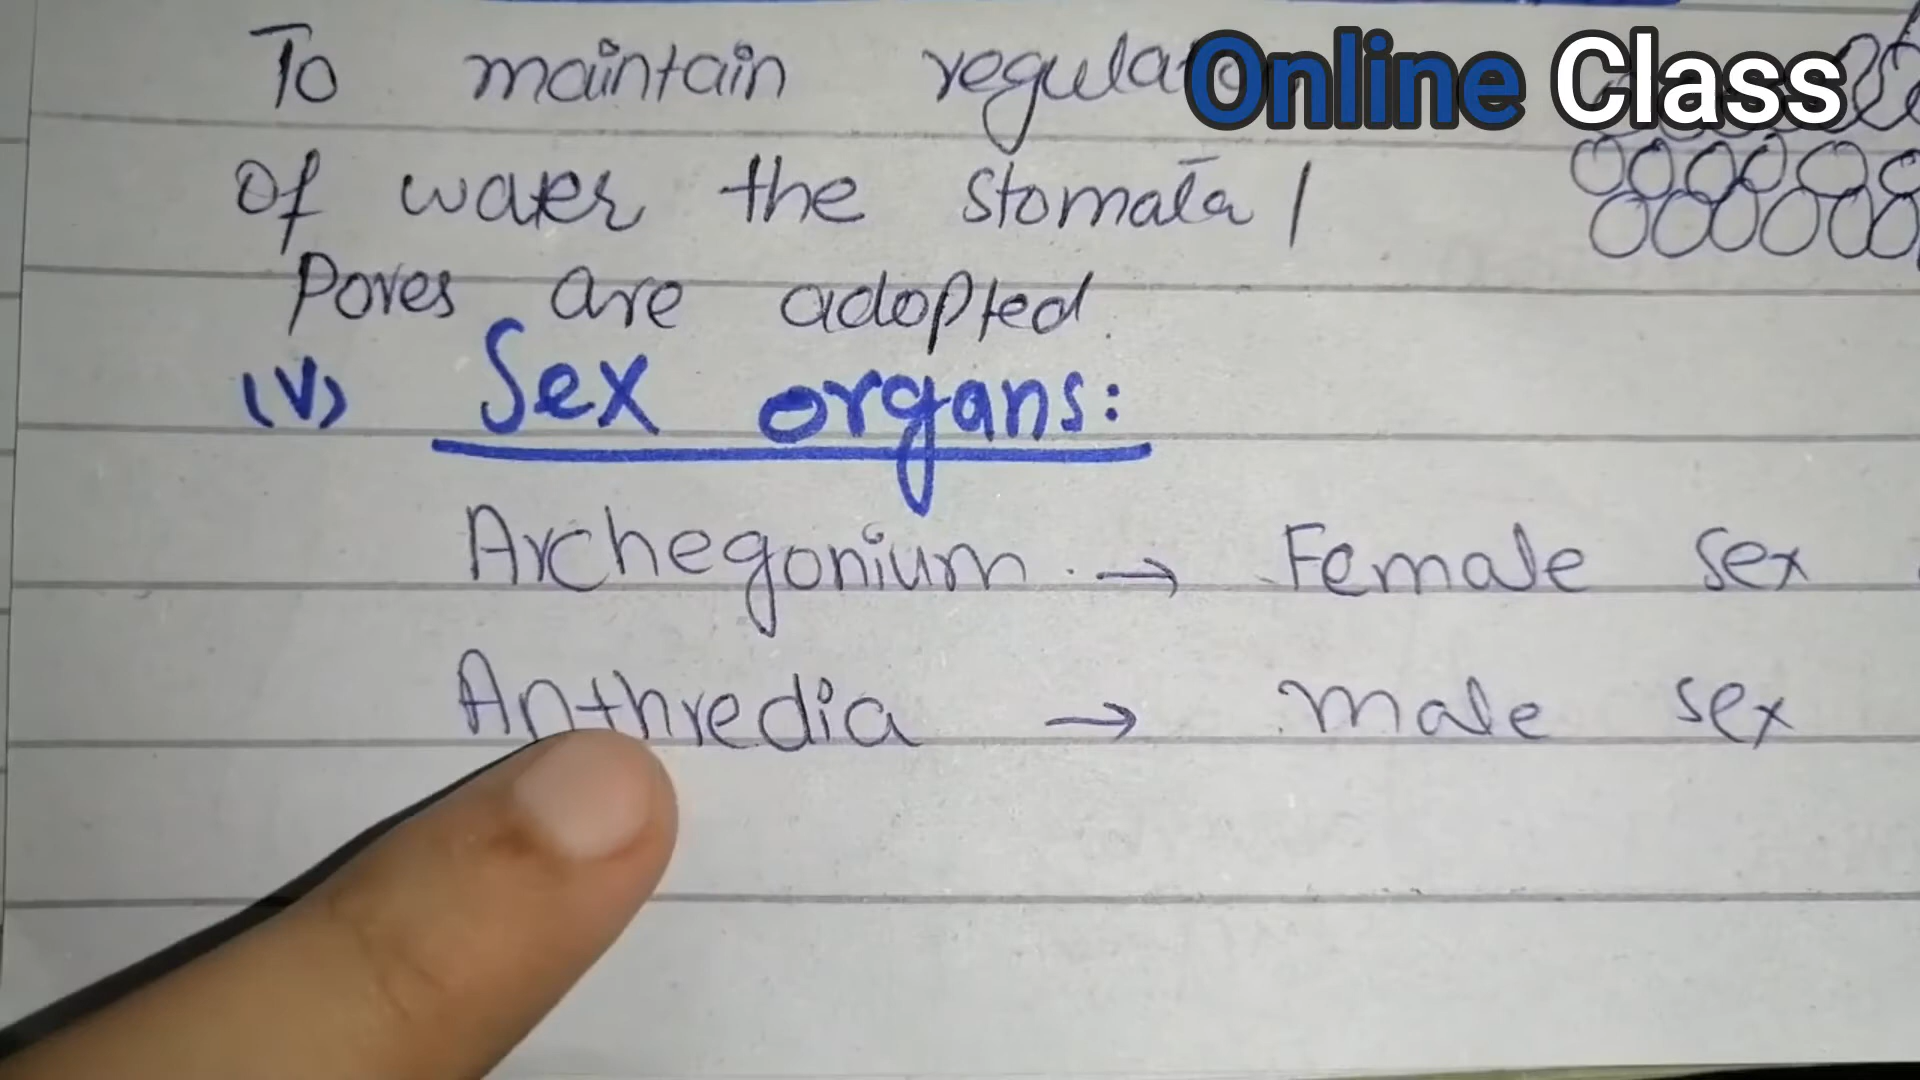 To maintain regulat
Online Class
of water the stomata /
Pores are adopted.
(V) Sex organs:
Archegonium → Female sex
Anthredia → male sex